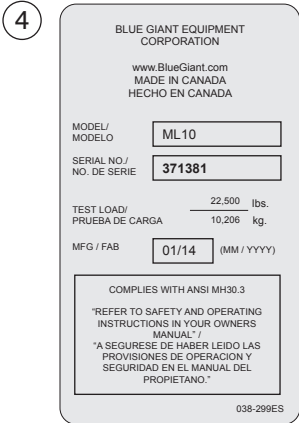 4
BLUE GIANT EQUIPMENT
CORPORATION
www.BlueGiant.com
MADE IN CANADA
HECHO EN CANADA
MODEL/
MODELO
ML10
SERIAL NO./
NO. DE SERIE
371381
TEST LOAD/
PRUEBA DE CARGA
22,500 lbs.
10,206 kg.
MFG / FAB 01/14 (MM / YYYY)
COMPLIES WITH ANSI MH30.3
"REFER TO SAFETY AND OPERATING
INSTRUCTIONS IN YOUR OWNERS
MANUAL" /
"A SEGURESE DE HABER LEIDO LAS
PROVISIONES DE OPERACION Y
SEGURIDAD EN EL MANUAL DEL
PROPIETANO."
038-299ES